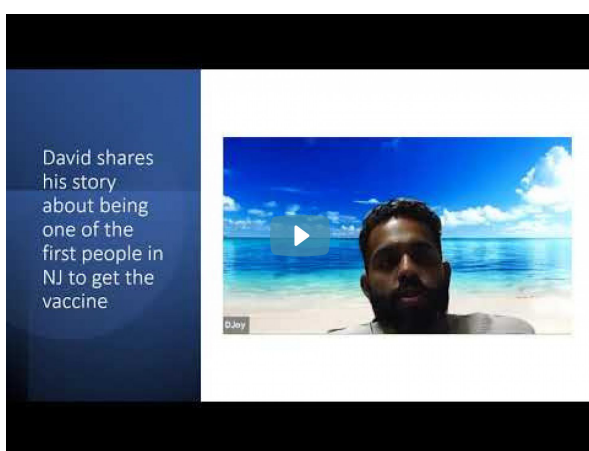 David shares
his story
about being
one of the
first people in
NJ to get the
vaccine
DJoy